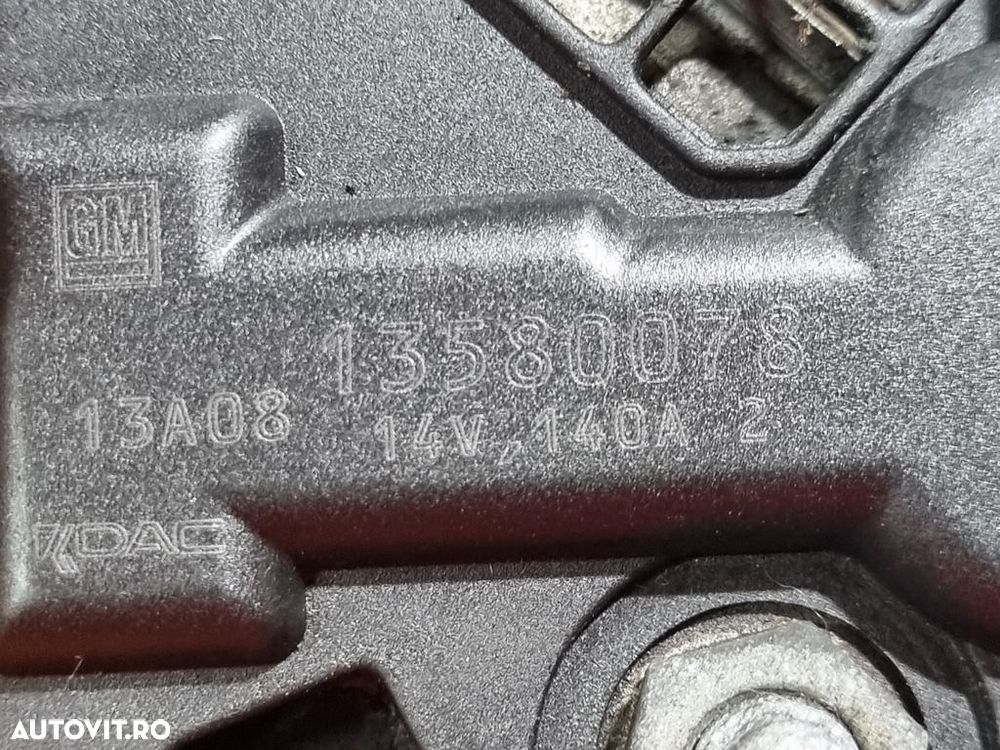 GM
13580078
13A08
14V, 140A 2
KDAC
AUTOVIT.RO